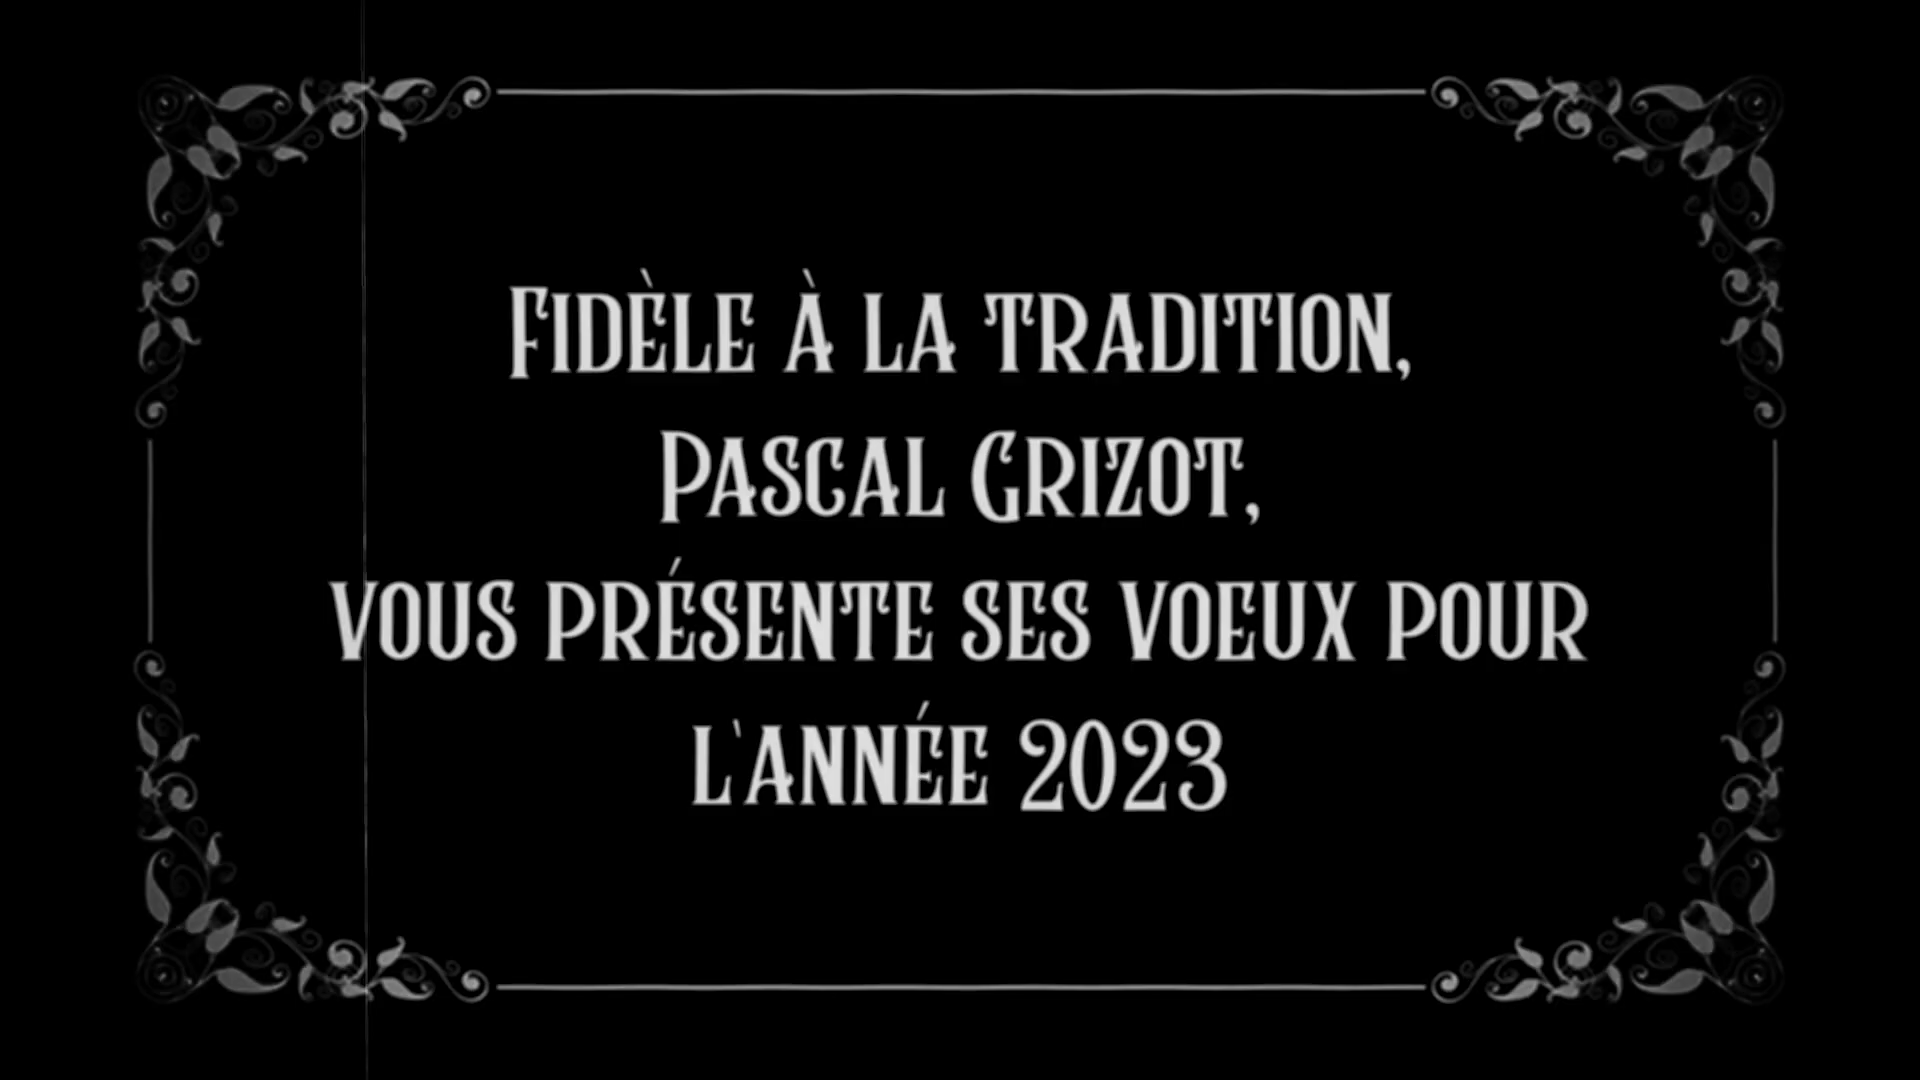 Fidèle à la tradition,
Pascal Grizot,
vous présente ses voeux pour
l'année 2023